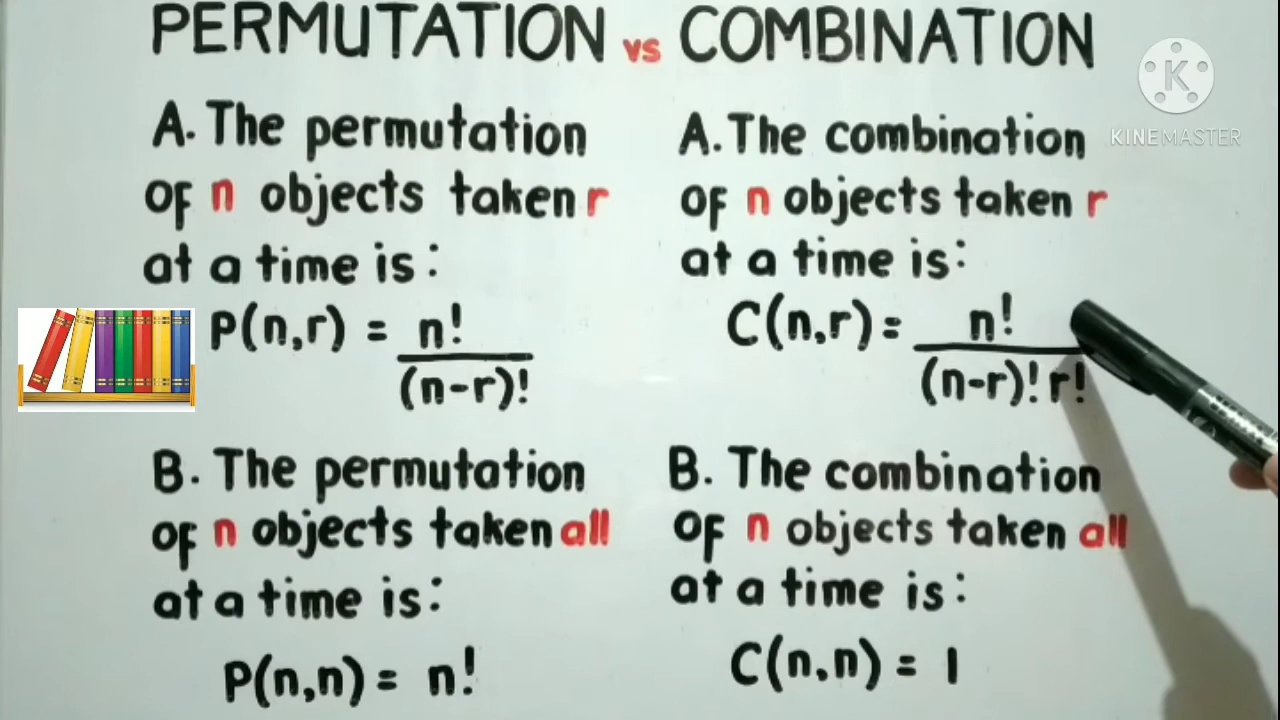 PERMUTATION vs COMBINATION
A. The permutation
of n objects taken r
at a time is:
P(n,r) = n!
(n-r)!
B. The permutation
of n objects taken all
at a time is:
P(n,n) = n!
A. The combination
of n objects taken r
at a time is:
C(n,r) = n!
(n-r)! r!
B. The combination
of n objects taken all
at a time is:
C(n,n) = 1
K
KINEMASTER